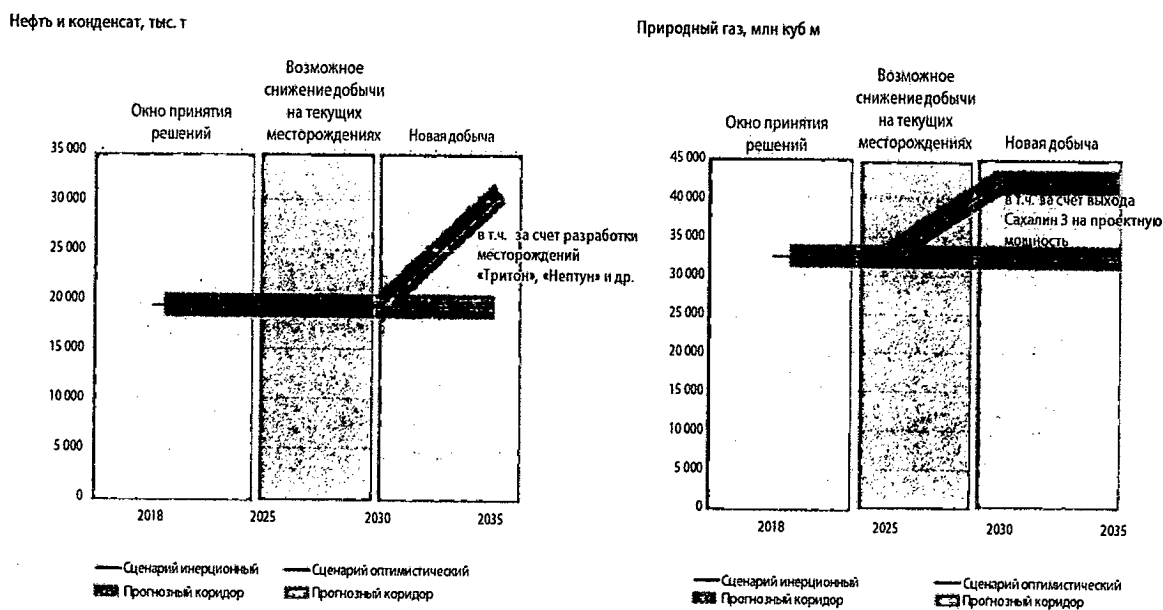 Нефть и конденсат, тыс. т
Возможное
снижение добычи
на текущих
месторождениях
Окно принятия
решений
Новая добыча
35 000
30 000
25 000
20 000
15 000
10 000
5 000
0
в т.ч. за счет разработки
месторождений
«Тритон», «Нептун» и др.
2018
2025
2030
2035
Сценарий инерционный
Сценарий оптимистический
Прогнозный коридор
Прогнозный коридор
Природный газ, млн куб м
Возможное
снижение добычи
на текущих
месторождениях
Окно принятия
решений
Новая добыча
45 000
40 000
35 000
30 000
25 000
20 000
15 000
10 000
5 000
0
в т.ч. за счет выхода
Сахалин 3 на проектную
мощность
2018
2025
2030
2035
Сценарий инерционный
Сценарий оптимистический
Прогнозный коридор
Прогнозный коридор